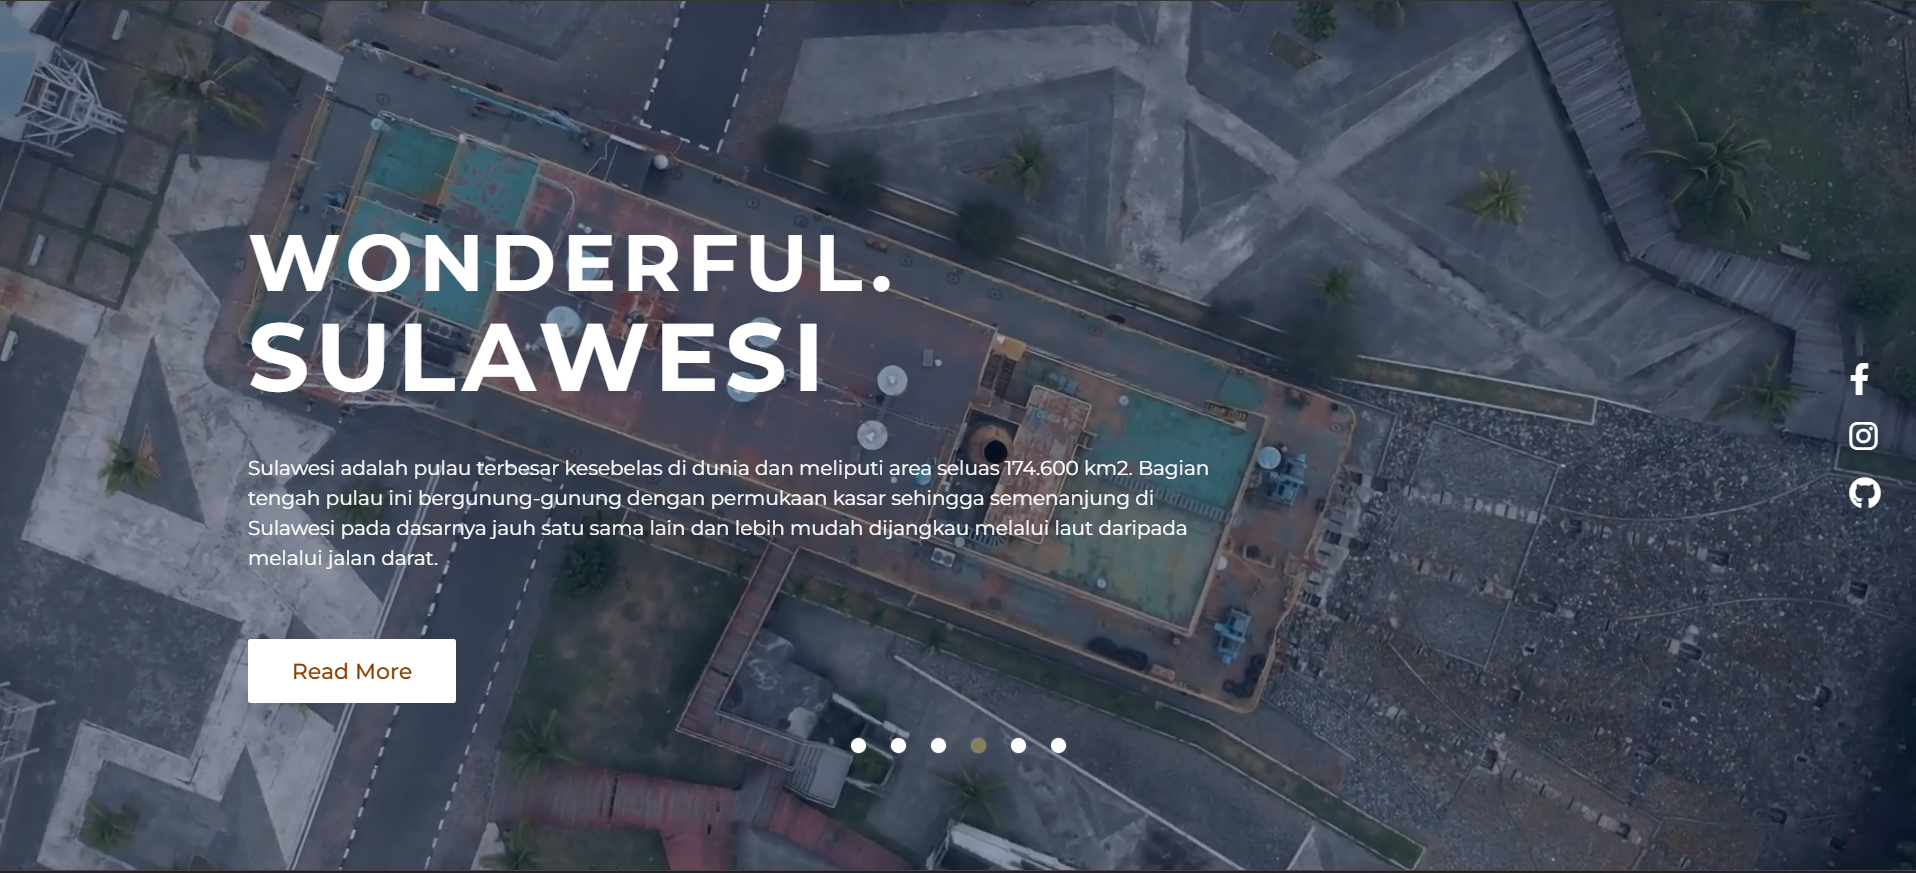 WONDERFUL.
SULAWESI
Sulawesi adalah pulau terbesar kesebelas di dunia dan meliputi area seluas 174.600 km2. Bagian
tengah pulau ini bergunung-gunung dengan permukaan kasar sehingga semenanjung di
Sulawesi pada dasarnya jauh satu sama lain dan lebih mudah dijangkau melalui laut daripada
melalui jalan darat.
Read More